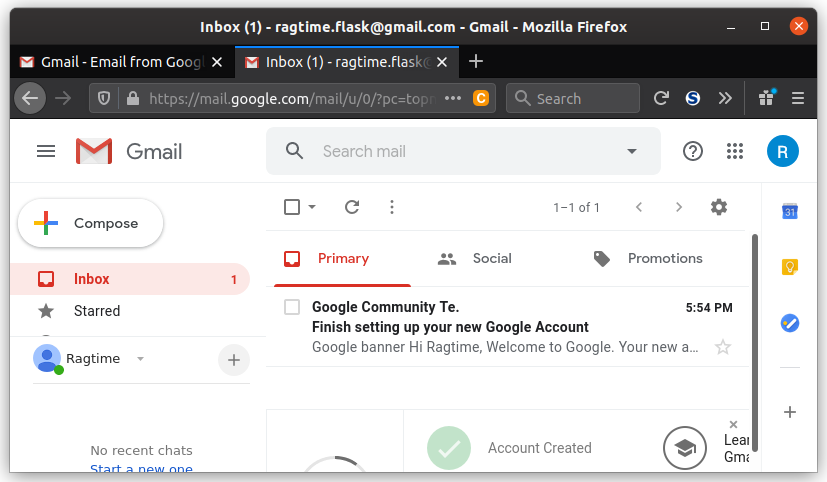 Inbox (1) - ragtime.flask@gmail.com - Gmail - Mozilla Firefox
Gmail - Email from Googl
Inbox (1) - ragtime.flask@
https://mail.google.com/mail/u/0/?pc=topn
C
Search
S
Gmail
Search mail
R
Compose
1–1 of 1
31
Primary
Social
Promotions
Inbox 1
Starred
Google Community Te. 5:54 PM
Finish setting up your new Google Account
Google banner Hi Ragtime, Welcome to Google. Your new a…
Ragtime
No recent chats
Start a new one
Account Created
Lear
Gma